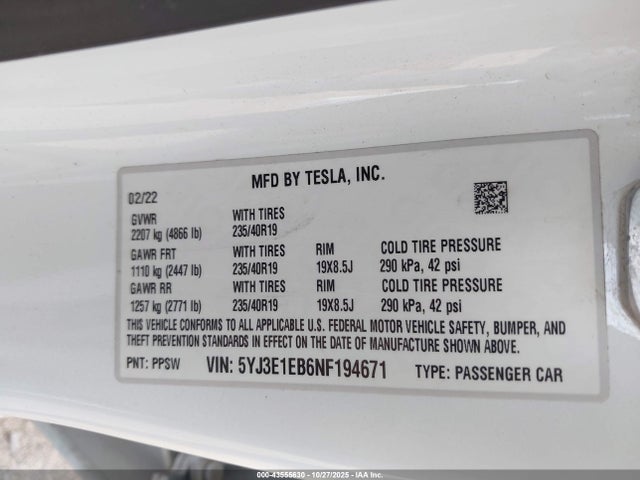 MFD BY TESLA, INC.
02/22
GVWR WITH TIRES
2207 kg (4866 lb) 235/40R19
GAWR FRT WITH TIRES RIM COLD TIRE PRESSURE
1110 kg (2447 lb) 235/40R19 19X8.5J 290 kPa, 42 psi
GAWR RR WITH TIRES RIM COLD TIRE PRESSURE
1257 kg (2771 lb) 235/40R19 19X8.5J 290 kPa, 42 psi
THIS VEHICLE CONFORMS TO ALL APPLICABLE U.S. FEDERAL MOTOR VEHICLE SAFETY, BUMPER, AND
THEFT PREVENTION STANDARDS IN EFFECT ON THE DATE OF MANUFACTURE SHOWN ABOVE.
PNT: PPSW VIN: 5YJ3E1EB6NF194671 TYPE: PASSENGER CAR
000-43555630 - 10/27/2025 - IAA, Inc.